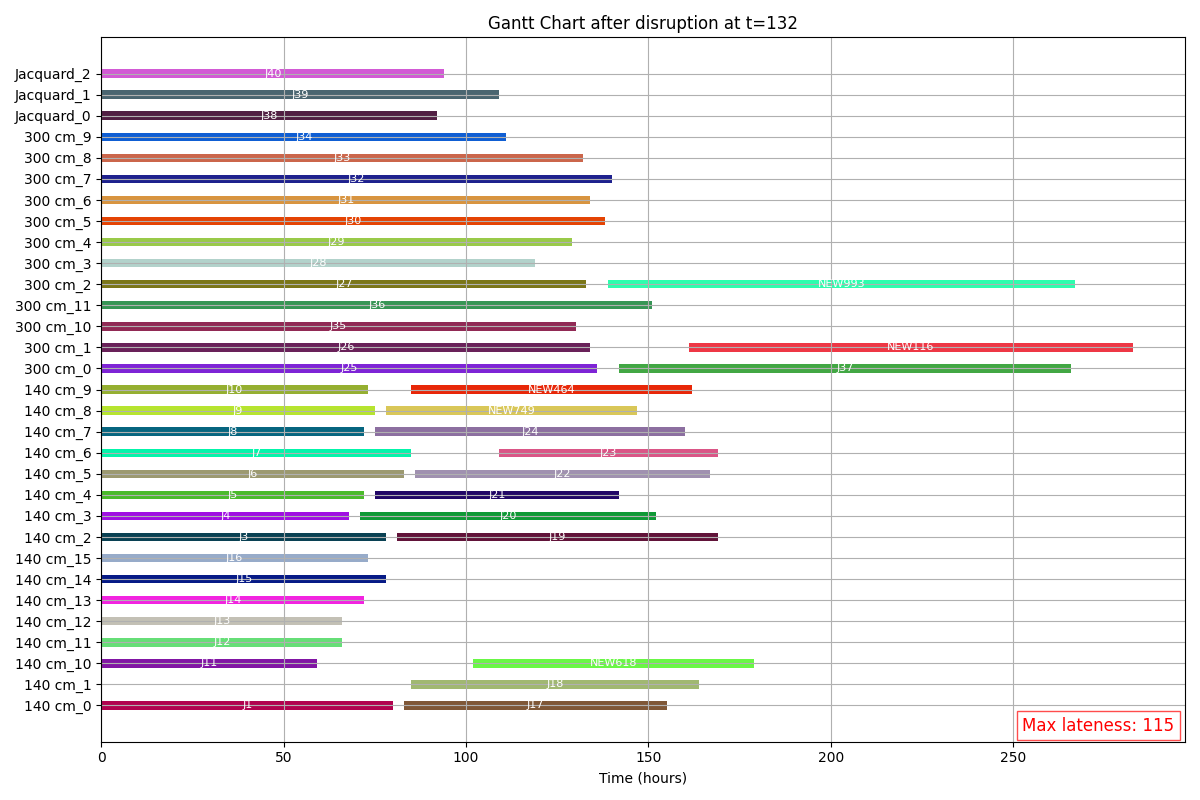 Gantt Chart after disruption at t=132
Jacquard_2 J40
Jacquard_1 J39
Jacquard_0 J38
300 cm_9 J34
300 cm_8 J33
300 cm_7 J32
300 cm_6 J31
300 cm_5 J30
300 cm_4 J29
300 cm_3 J28
300 cm_2 J27 NEW993
300 cm_11 J36
300 cm_10 J35
300 cm_1 J26 NEW116
300 cm_0 J25 J37
140 cm_9 J10 NEW464
140 cm_8 J9 NEW749
140 cm_7 J8 J24
140 cm_6 J7 J23
140 cm_5 J6 J22
140 cm_4 J5 J21
140 cm_3 J4 J20
140 cm_2 J3 J19
140 cm_15 J16
140 cm_14 J15
140 cm_13 J14
140 cm_12 J13
140 cm_11 J12
140 cm_10 J11 NEW618
140 cm_1 J18
140 cm_0 J1 J17
Max lateness: 115
0 50 100 150 200 250
Time (hours)